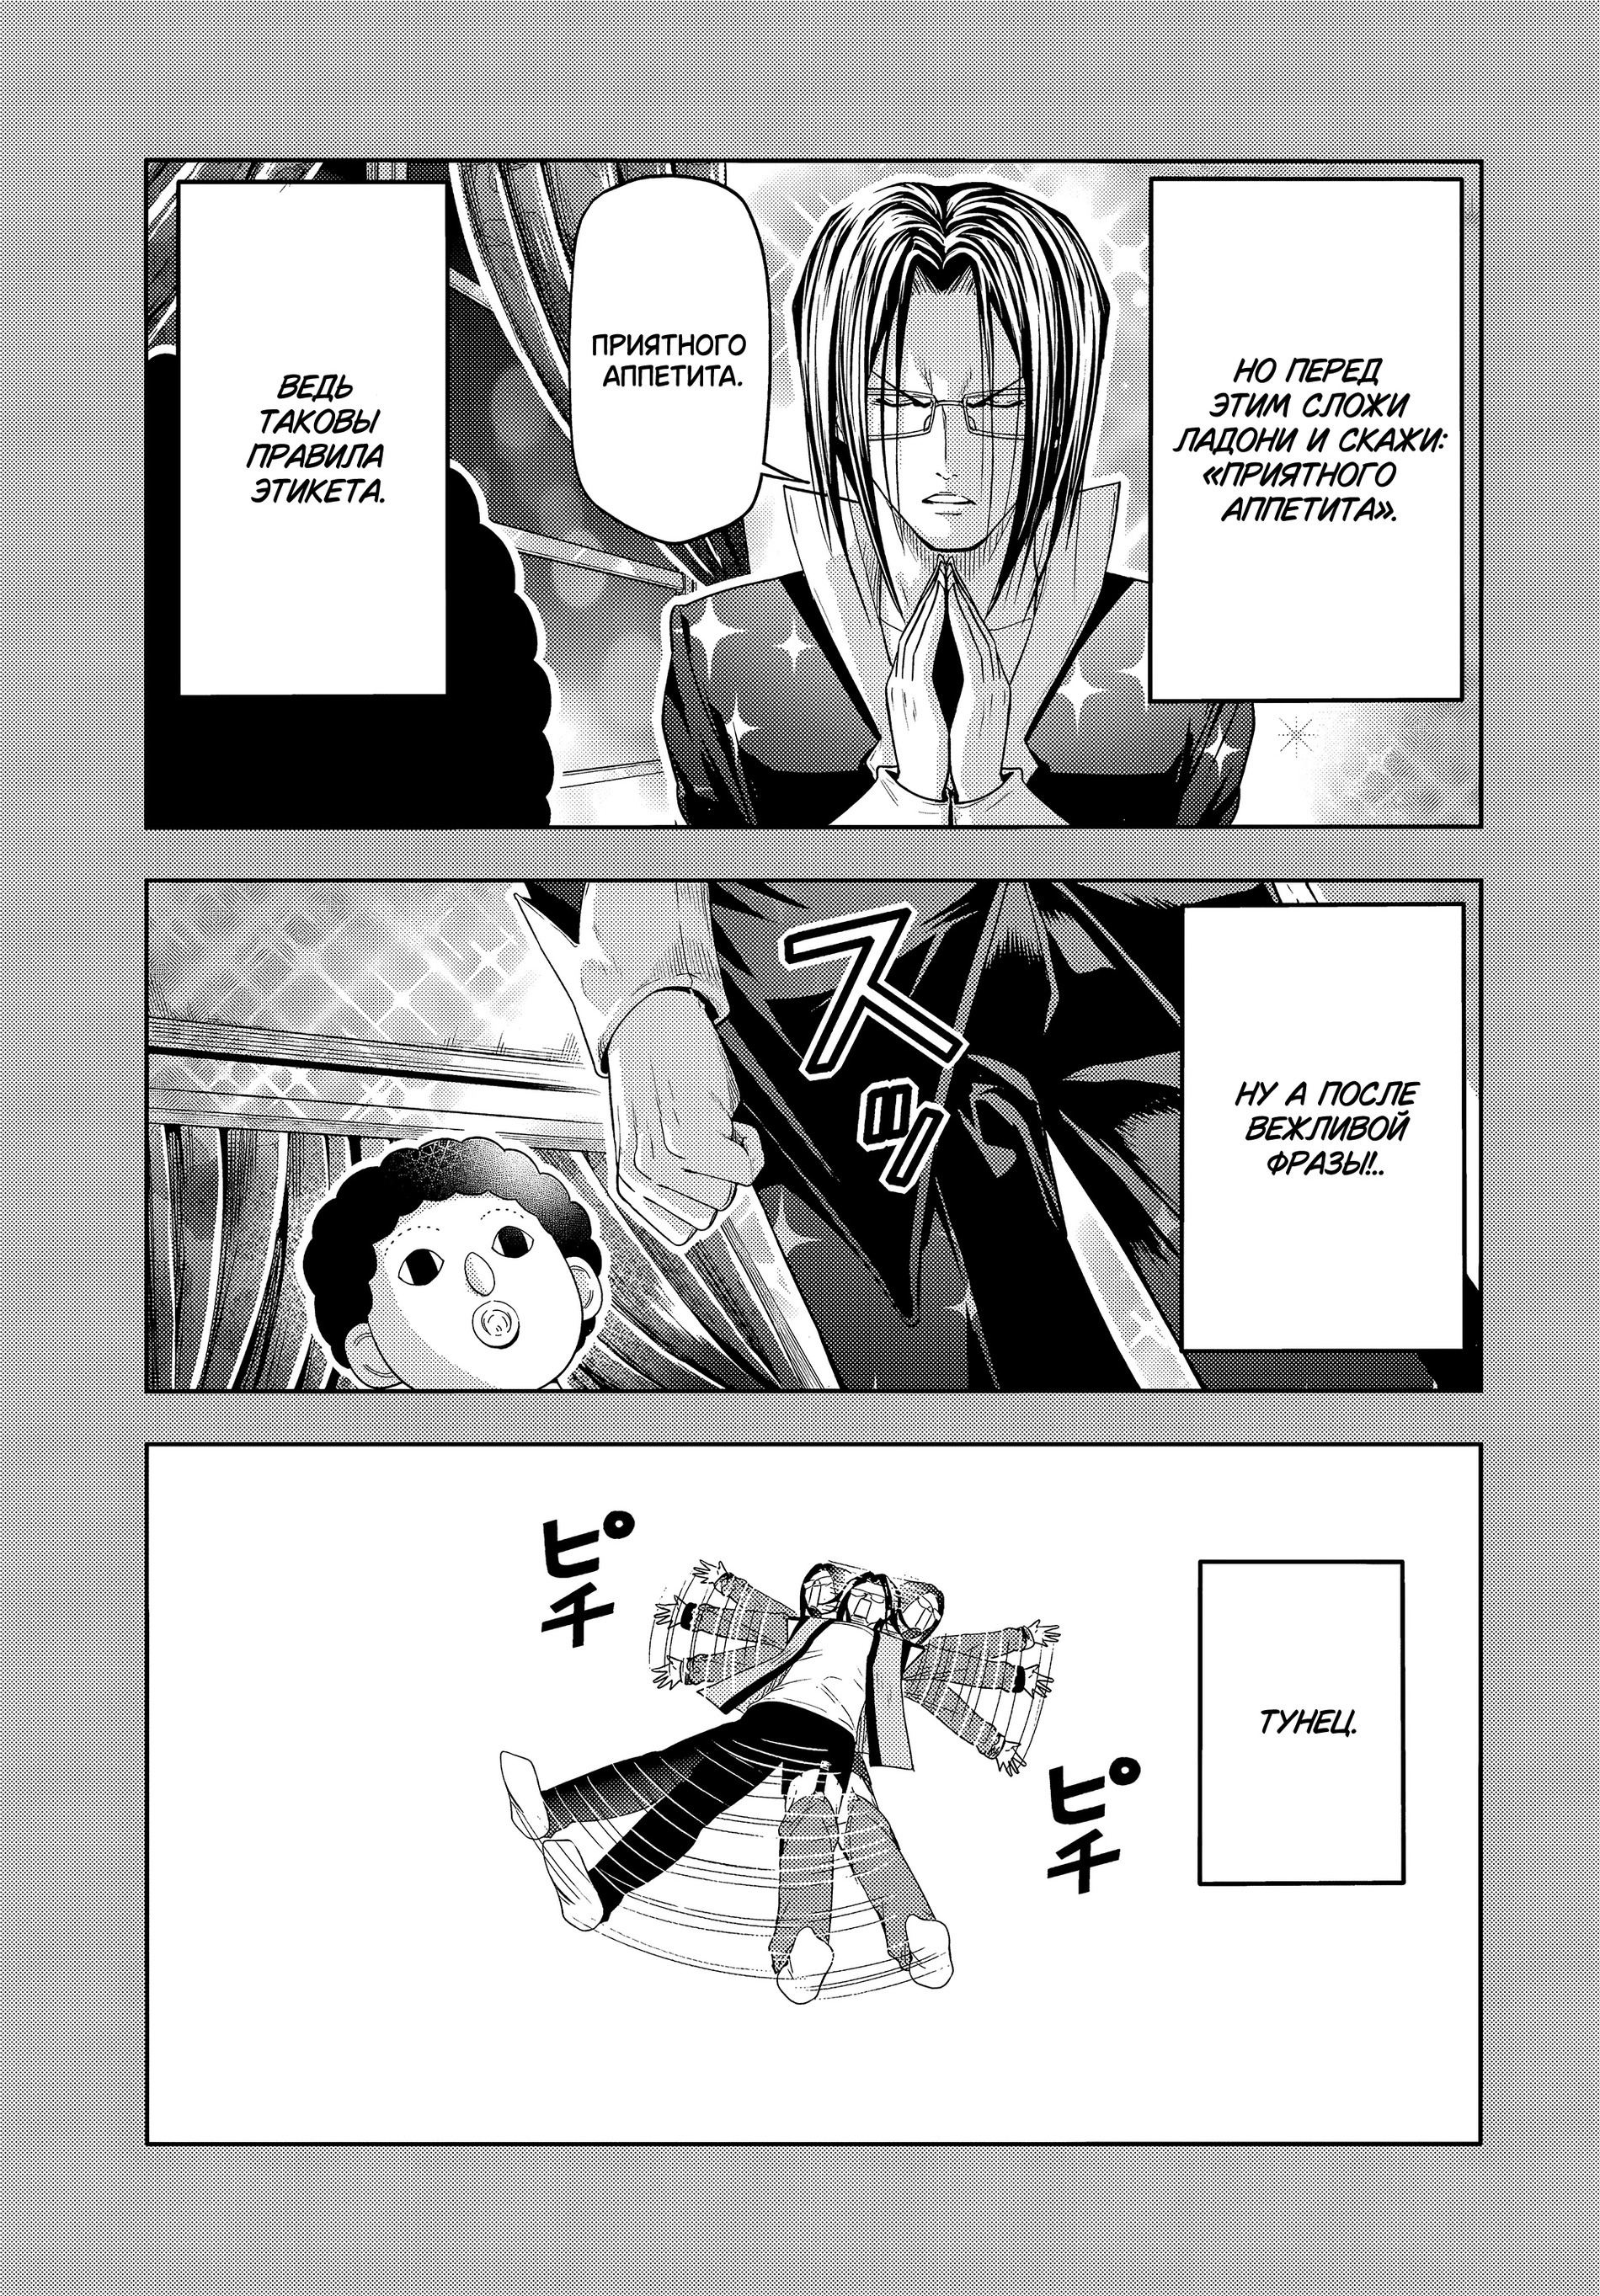 НО ПЕРЕД
ЭТИМ СЛОЖИ
ЛАДОНИ И СКАЖИ:
«ПРИЯТНОГО
АППЕТИТА».
ПРИЯТНОГО
АППЕТИТА.
ВЕДЬ
ТАКОВЫ
ПРАВИЛА
ЭТИКЕТА.
НУ А ПОСЛЕ
ВЕЖЛИВОЙ
ФРАЗЫ!..
スッ
ТУНЕЦ.
ピチ
ピチ